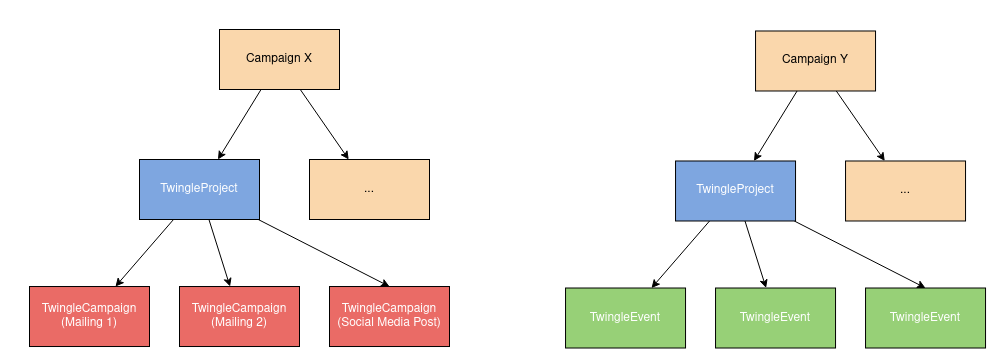 Campaign X
Campaign Y
TwingleProject
...
TwingleProject
...
TwingleCampaign
(Mailing 1)
TwingleCampaign
(Mailing 2)
TwingleCampaign
(Social Media Post)
TwingleEvent
TwingleEvent
TwingleEvent